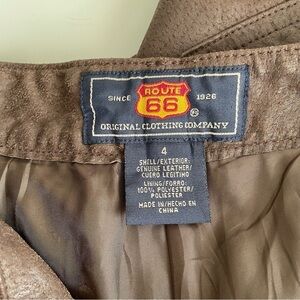 SINCE ROUTE 66 1926
®
ORIGINAL CLOTHING COMPANY
4
SHELL/EXTERIOR:
GENUINE LEATHER/
CUERO LEGITIMO
LINING/FORRO:
100% POLYESTER/
POLIESTER
MADE IN/HECHO EN
CHINA